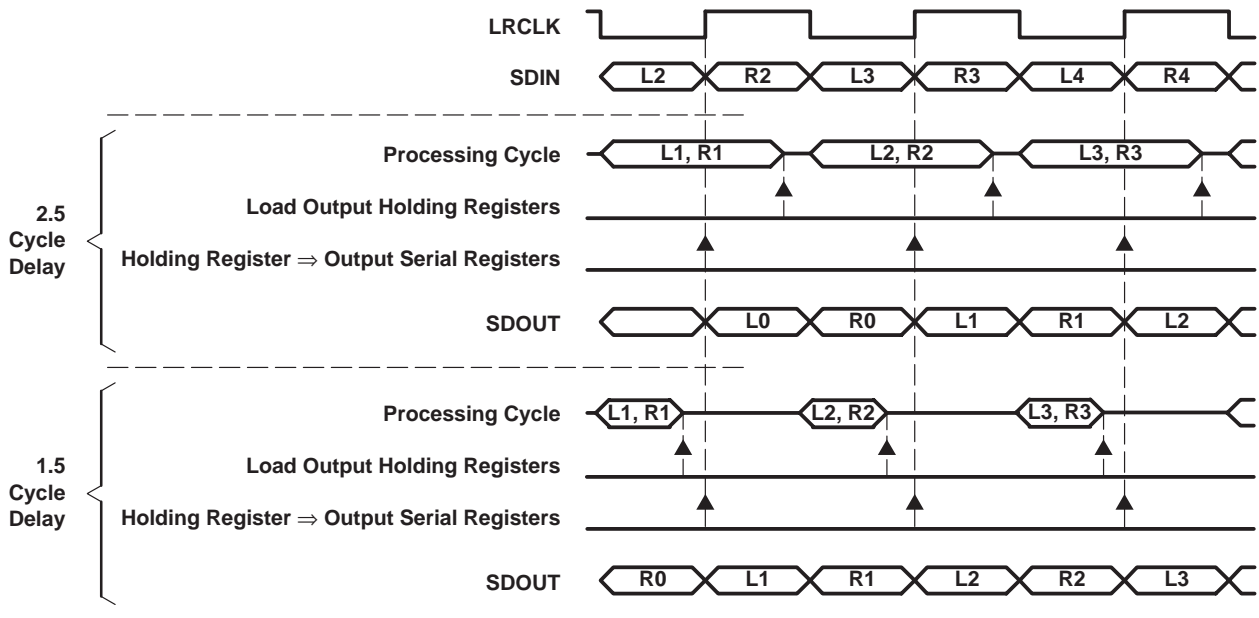 LRCLK
SDIN L2 R2 L3 R3 L4 R4
2.5
Cycle
Delay
Processing Cycle L1, R1 L2, R2 L3, R3
Load Output Holding Registers
Holding Register ⇒ Output Serial Registers
SDOUT L0 R0 L1 R1 L2
1.5
Cycle
Delay
Processing Cycle L1, R1 L2, R2 L3, R3
Load Output Holding Registers
Holding Register ⇒ Output Serial Registers
SDOUT R0 L1 R1 L2 R2 L3